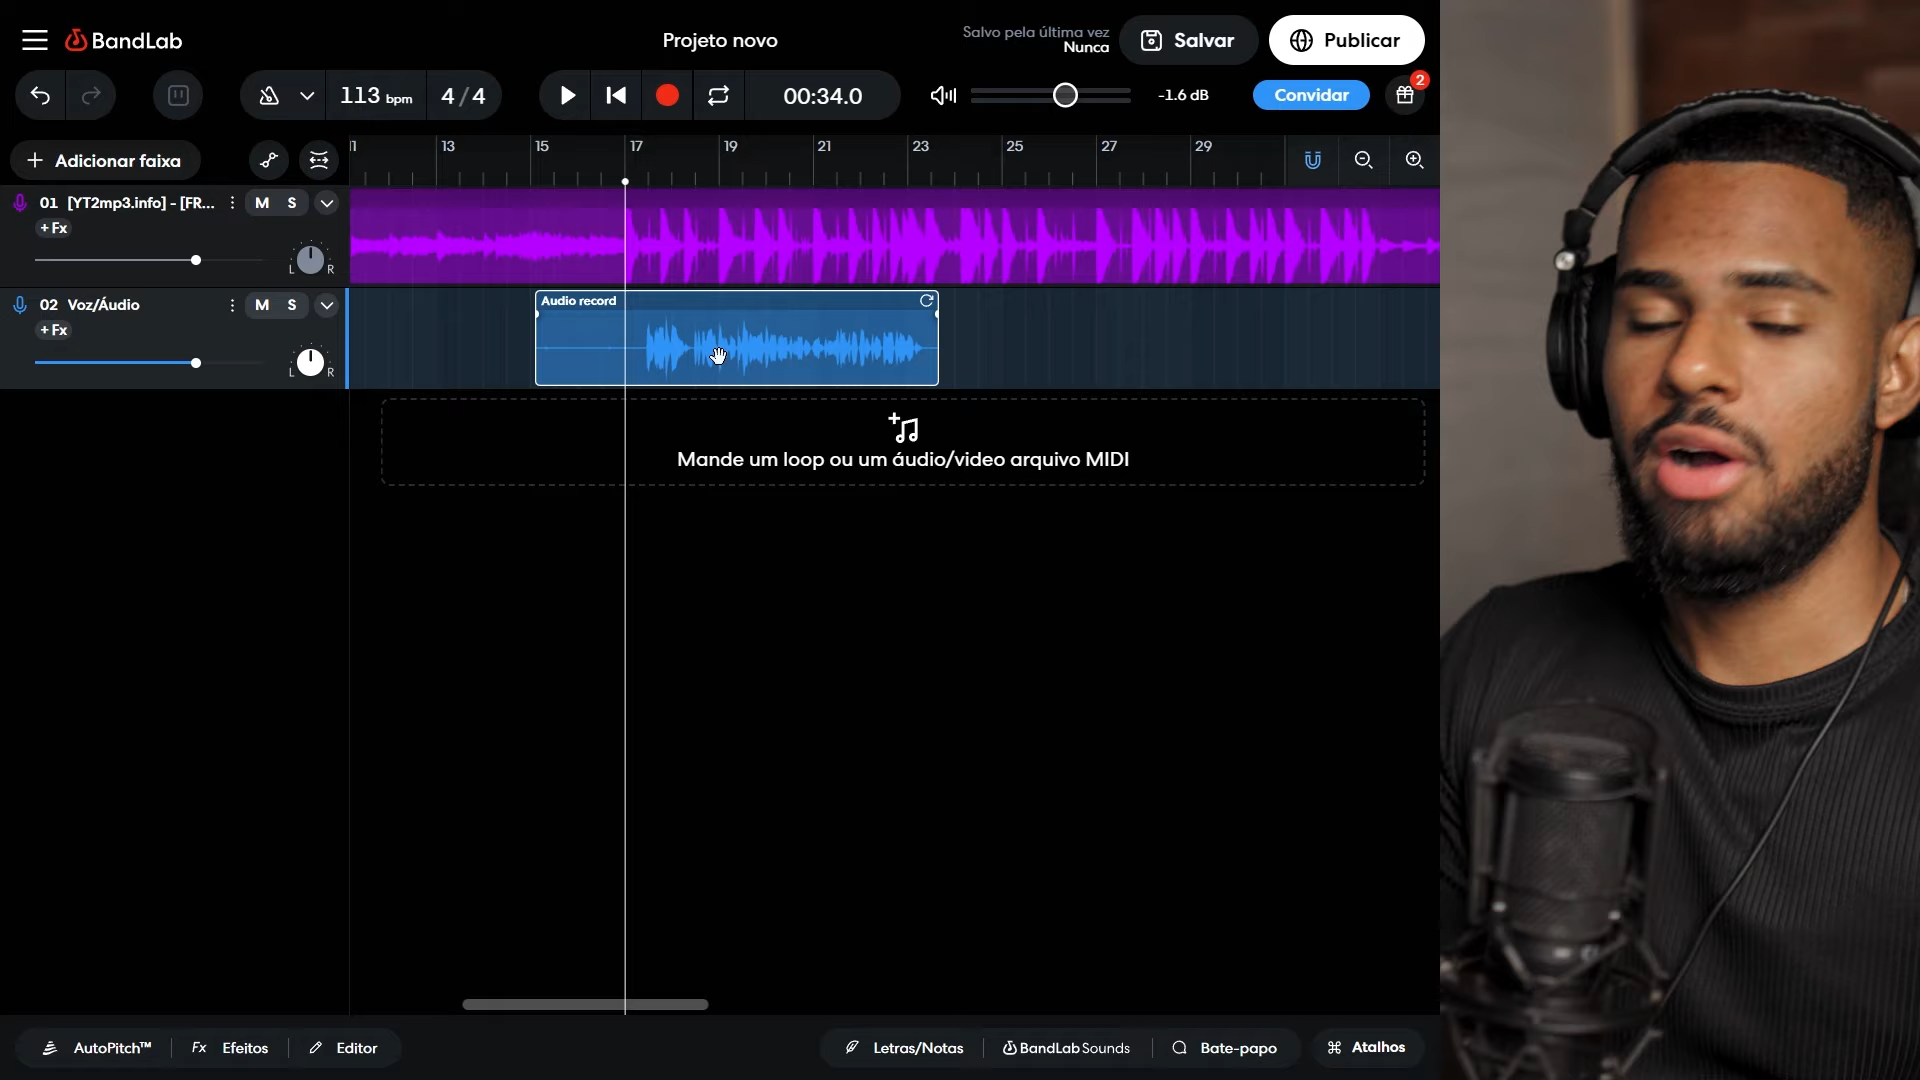 BandLab
Projeto novo
Salvo pela última vez
Nunca
Salvar
Publicar
113 bpm
4/4
00:34.0
-1.6 dB
Convidar
2
Adicionar faixa
11
13
15
17
19
21
23
25
27
29
01 [YT2mp3.info] - [FR...
M S
+Fx
L R
02 Voz/Áudio
M S
+Fx
L R
Audio record
Mande um loop ou um áudio/video arquivo MIDI
AutoPitch™
Fx Efeitos
Editor
Letras/Notas
BandLab Sounds
Bate-papo
Atalhos